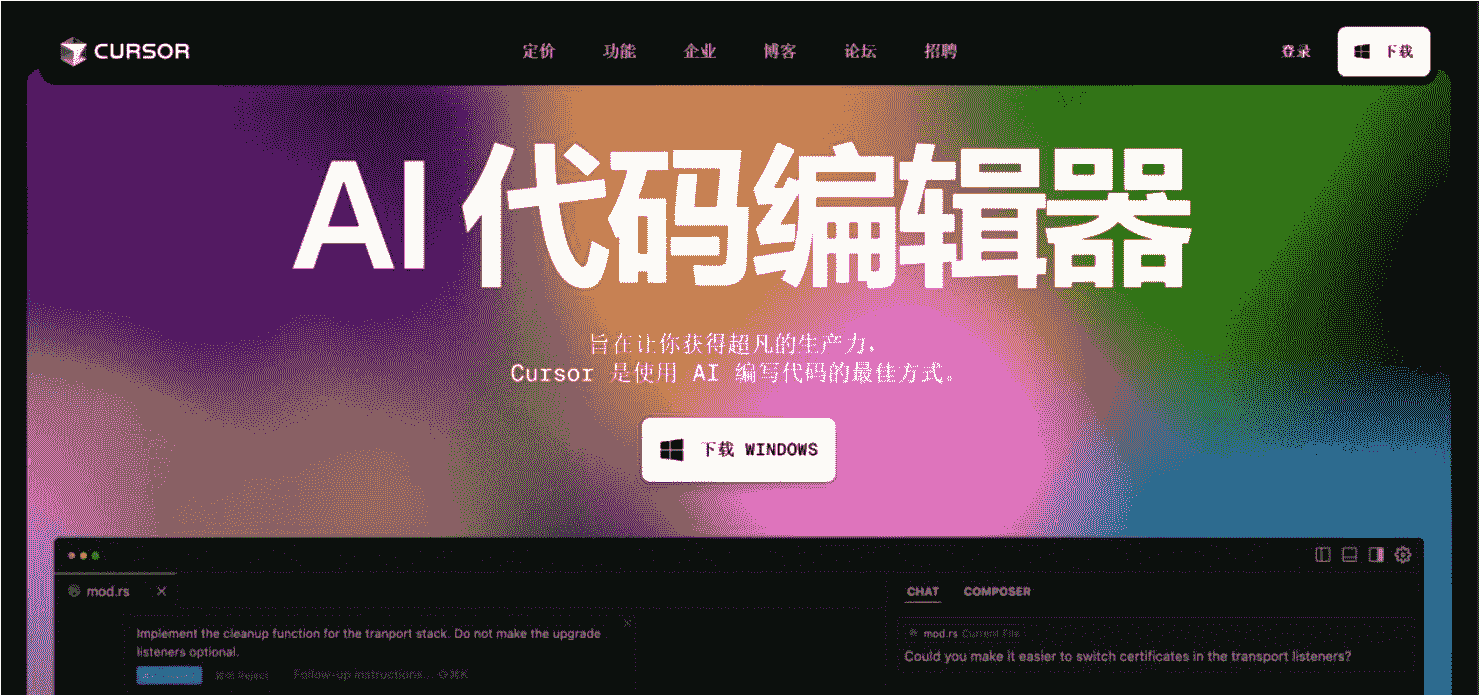 CURSOR 定价 功能 企业 博客 论坛 招聘 登录 下载
AI 代码编辑器
旨在让你获得超凡的生产力，
Cursor 是使用 AI 编写代码的最佳方式。
下载 WINDOWS
mod.rs
Implement the cleanup function for the tranport stack. Do not make the upgrade
listeners optional.
Reject Follow-up instructions...
CHAT COMPOSER
mod.rs Current File
Could you make it easier to switch certificates in the transport listeners?